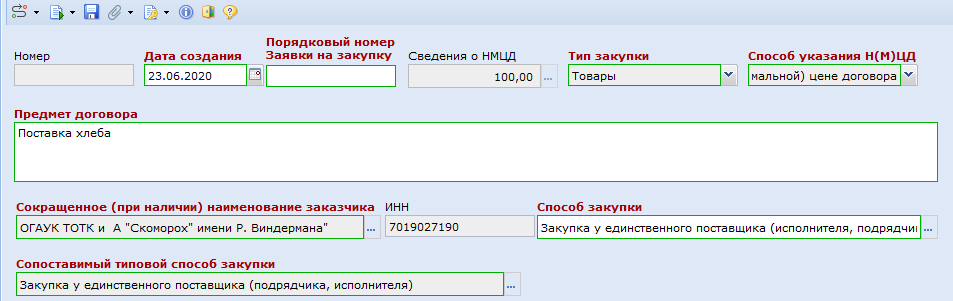 Номер
Дата создания
Порядковый номер
Заявки на закупку
Сведения о НМЦД
Тип закупки
Способ указания Н(М)ЦД
23.06.2020
100,00 ...
Товары
мальной) цене договора
Предмет договора
Поставка хлеба
Сокращенное (при наличии) наименование заказчика
ИНН
Способ закупки
ОГАУК ТОТК и А "Скоморох" имени Р. Виндермана" ...
7019027190
Закупка у единственного поставщика (исполнителя, подрядчи ...
Сопоставимый типовой способ закупки
Закупка у единственного поставщика (подрядчика, исполнителя) ...